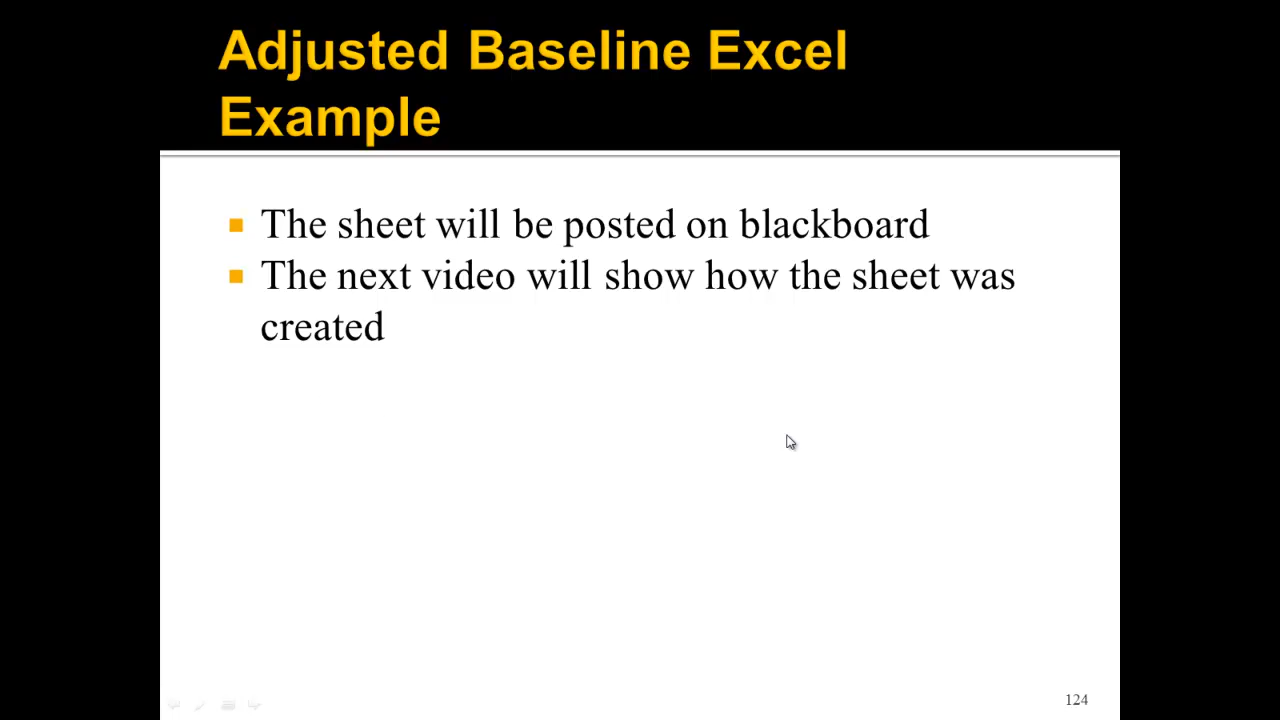 Adjusted Baseline Excel
Example
The sheet will be posted on blackboard
The next video will show how the sheet was
created
124